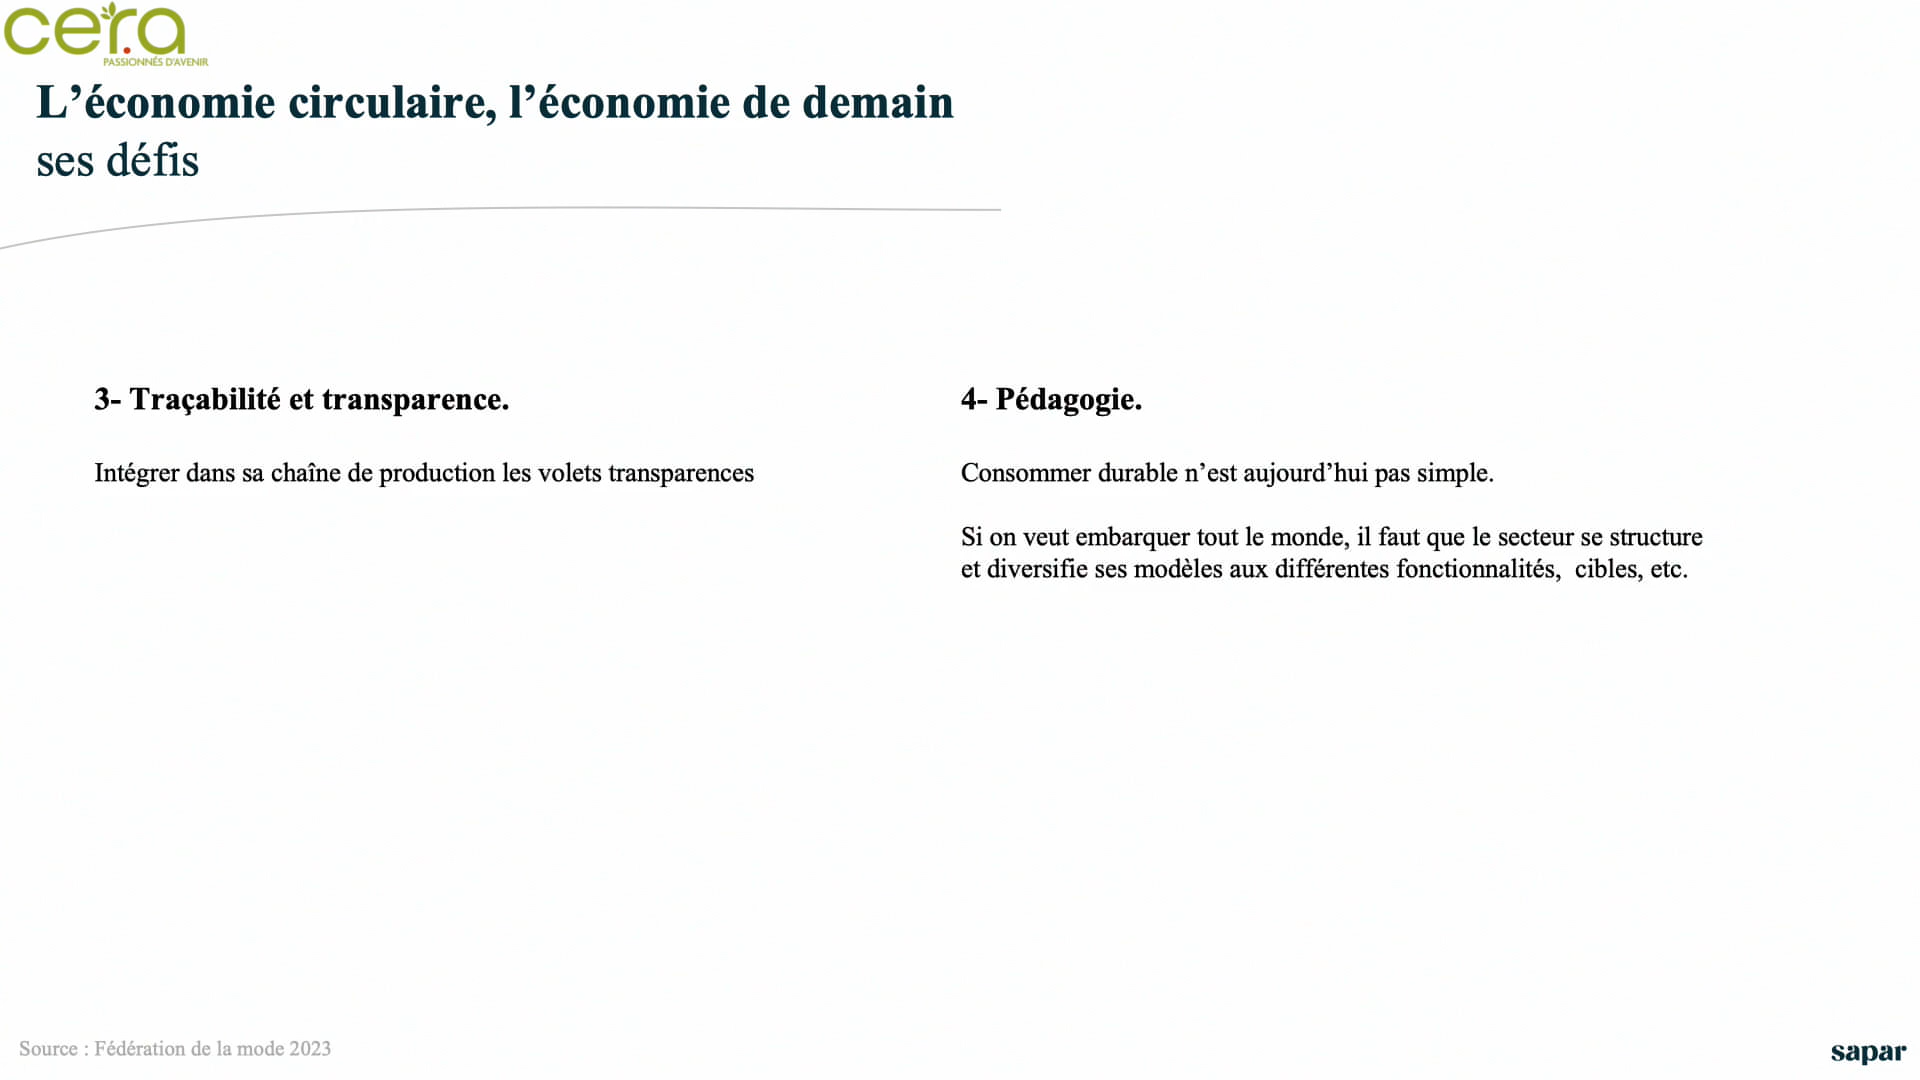 cer.a
PASSIONNÉS D'AVENIR
L’économie circulaire, l’économie de demain
ses défis
3- Traçabilité et transparence.
Intégrer dans sa chaîne de production les volets transparences
4- Pédagogie.
Consommer durable n’est aujourd’hui pas simple.
Si on veut embarquer tout le monde, il faut que le secteur se structure
et diversifie ses modèles aux différentes fonctionnalités,  cibles, etc.
Source : Fédération de la mode 2023
sapar